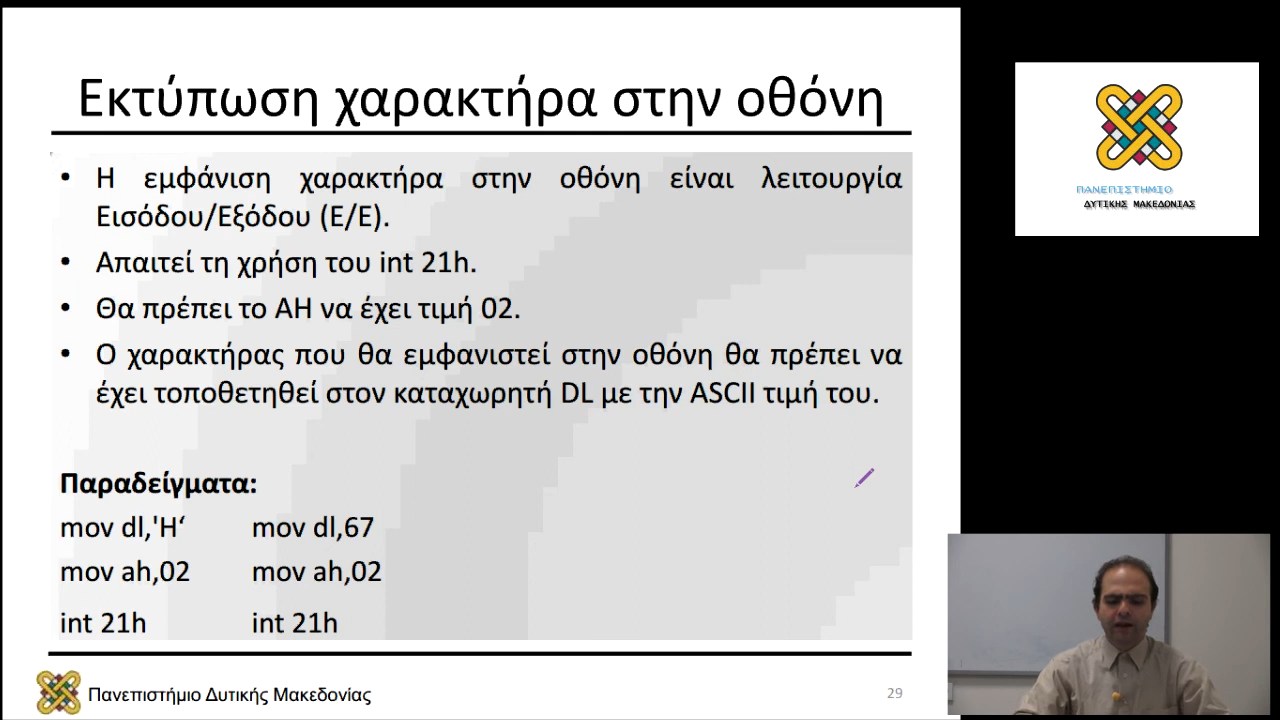 Εκτύπωση χαρακτήρα στην οθόνη
• Η εμφάνιση χαρακτήρα στην οθόνη είναι λειτουργία
Εισόδου/Εξόδου (Ε/Ε).
• Απαιτεί τη χρήση του int 21h.
• Θα πρέπει το AH να έχει τιμή 02.
• Ο χαρακτήρας που θα εμφανιστεί στην οθόνη θα πρέπει να
έχει τοποθετηθεί στον καταχωρητή DL με την ASCII τιμή του.
Παραδείγματα:
mov dl,'H‘ mov dl,67
mov ah,02 mov ah,02
int 21h int 21h
Πανεπιστήμιο Δυτικής Μακεδονίας
29
ΠΑΝΕΠΙΣΤΗΜΙΟ
ΔΥΤΙΚΗΣ ΜΑΚΕΔΟΝΙΑΣ